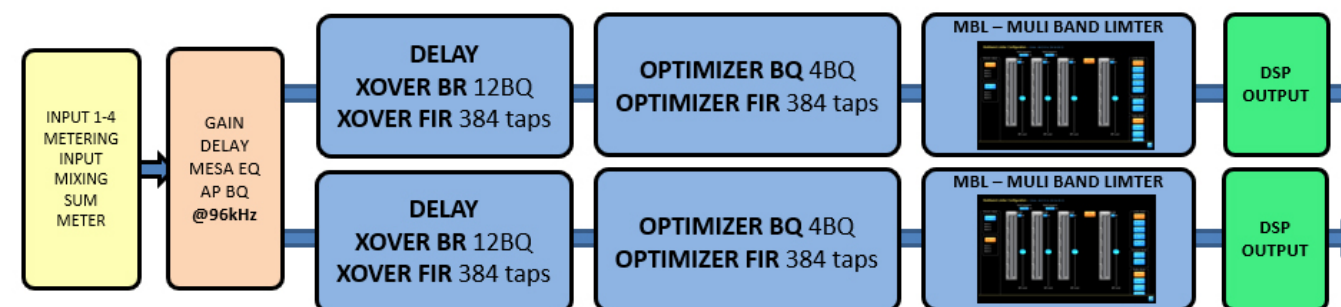 INPUT 1-4
METERING
INPUT
MIXING
SUM
METER
GAIN
DELAY
MESA EQ
AP BQ
@96kHz
DELAY
XOVER BR 12BQ
XOVER FIR 384 taps
OPTIMIZER BQ 4BQ
OPTIMIZER FIR 384 taps
MBL – MULI BAND LIMTER
DSP
OUTPUT
DELAY
XOVER BR 12BQ
XOVER FIR 384 taps
OPTIMIZER BQ 4BQ
OPTIMIZER FIR 384 taps
MBL – MULI BAND LIMTER
DSP
OUTPUT